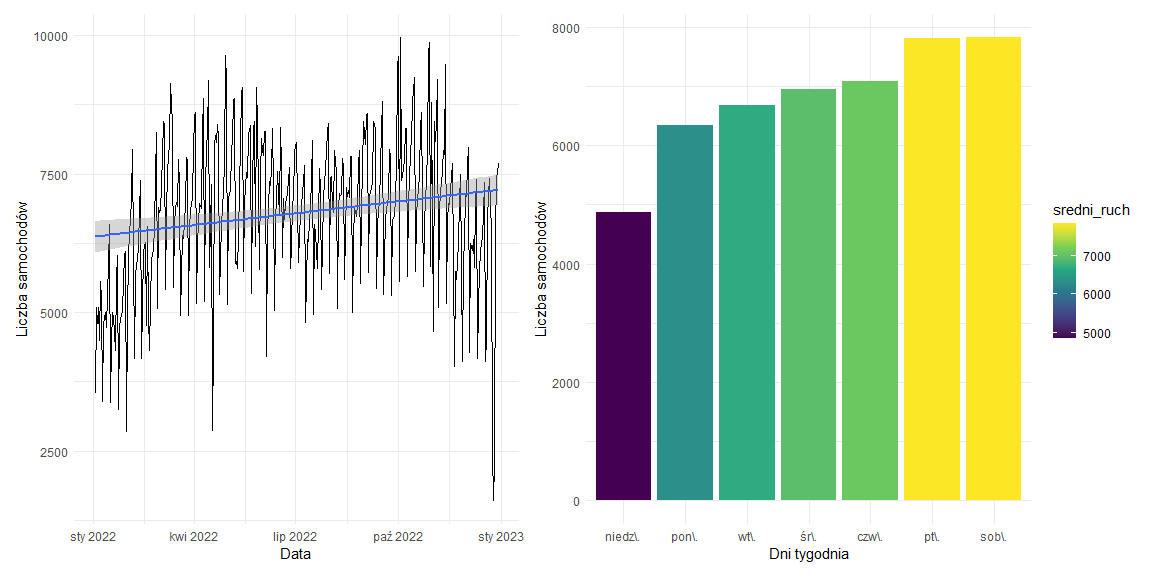 10000
7500
5000
2500
Liczba samochodów
sty 2022
kwi 2022
lip 2022
paź 2022
sty 2023
Data
8000
6000
4000
2000
0
Liczba samochodów
niedz\.
pon\.
wt\.
śr\.
czw\.
pt\.
sob\.
Dni tygodnia
sredni_ruch
7000
6000
5000